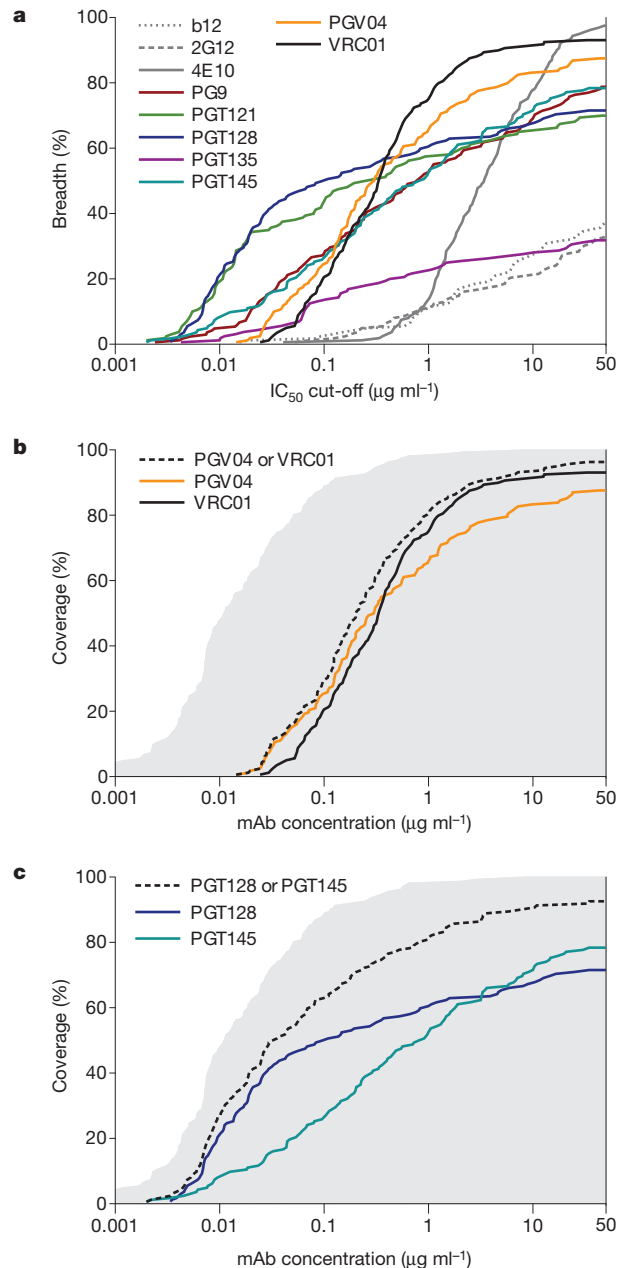 a
b12
2G12
4E10
PG9
PGT121
PGT128
PGT135
PGT145
PGV04
VRC01
Breadth (%)
100
80
60
40
20
0
0.001
0.01
0.1
1
10
50
IC50 cut-off (μg ml−1)
b
PGV04 or VRC01
PGV04
VRC01
Coverage (%)
100
80
60
40
20
0
0.001
0.01
0.1
1
10
50
mAb concentration (μg ml−1)
c
PGT128 or PGT145
PGT128
PGT145
Coverage (%)
100
80
60
40
20
0
0.001
0.01
0.1
1
10
50
mAb concentration (μg ml−1)